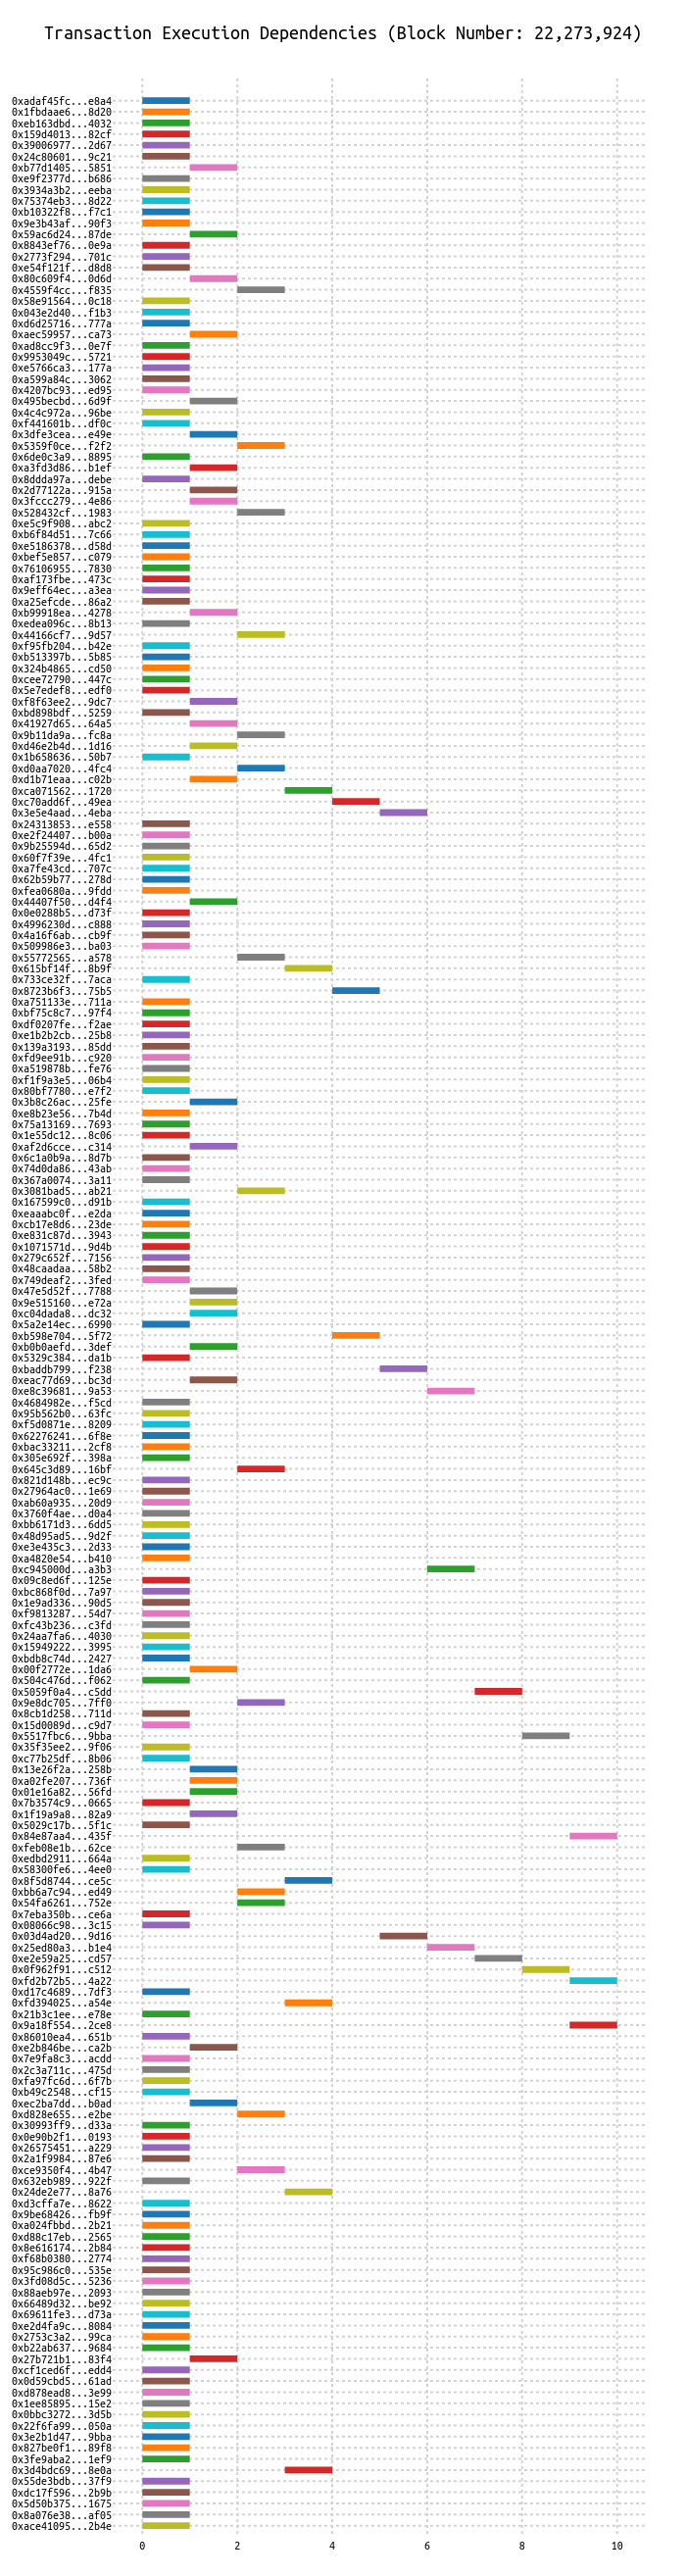 Transaction Execution Dependencies (Block Number: 22,273,924)
0xadaf45fc...e8a4
0x1fbdaae6...8d20
0xeb163dbd...4032
0x159d4013...82cf
0x39006977...2d67
0x24c80601...9c21
0xb77d1405...5851
0xe9f2377d...b686
0x3934a3b2...eeba
0x75374eb3...8d22
0xb10322f8...f7c1
0x9e3b43af...90f3
0x59ac6d24...87de
0x8843ef76...0e9a
0x2773f294...701c
0xe54f121f...d8d8
0x80c609f4...0d6d
0x4559f4cc...f835
0x58e91564...0c18
0x043e2d40...f1b3
0xd6d25716...777a
0xaec59957...ca73
0xad8cc9f3...0e7f
0x9953049c...5721
0xe5766ca3...177a
0xa599a84c...3062
0x4207bc93...ed95
0x495becbd...6d9f
0x4c4c972a...96be
0xf441601b...df0c
0x3dfe3cea...e49e
0x5359f0ce...f2f2
0x6de0c3a9...8895
0xa3fd3d86...b1ef
0x8ddda97a...debe
0x2d77122a...915a
0x3fccc279...4e86
0x528432cf...1983
0xe5c9f908...abc2
0xb6f84d51...7c66
0xe5186378...d58d
0xbef5e857...c079
0x76106955...7830
0xaf173fbe...473c
0x9eff64ec...a3ea
0xa25efcde...86a2
0xb99918ea...4278
0xedea096c...8b13
0x44166cf7...9d57
0xf95fb204...b42e
0xb513397b...5b85
0x324b4865...cd50
0xcee72790...447c
0x5e7edef8...edf0
0xf8f63ee2...9dc7
0xbd898bdf...5259
0x41927d65...64a5
0x9b11da9a...fc8a
0xd46e2b4d...1d16
0x1b658636...50b7
0xd0aa7020...4fc4
0xd1b71eaa...c02b
0xca071562...1720
0xc70add6f...49ea
0x3e5e4aad...4eba
0x24313853...e558
0xe2f24407...b00a
0x9b25594d...65d2
0x60f7f39e...4fc1
0xa7fe43cd...707c
0x62b59b77...278d
0xfea0680a...9fdd
0x44407f50...d4f4
0x0e0288b5...d73f
0x4996230d...c888
0x4a16f6ab...cb9f
0x509986e3...ba03
0x55772565...a578
0x615bf14f...8b9f
0x733ce32f...7aca
0x8723b6f3...75b5
0xa751133e...711a
0xbf75c8c7...97f4
0xdf0207fe...f2ae
0xe1b2b2cb...25b8
0x139a3193...85dd
0xfd9ee91b...c920
0xa519878b...fe76
0xf1f9a3e5...06b4
0x80bf7780...e7f2
0x3b8c26ac...25fe
0xe8b23e56...7b4d
0x75a13169...7693
0x1e55dc12...8c06
0xaf2d6cce...c314
0x6c1a0b9a...8d7b
0x74d0da86...43ab
0x367a0074...3a11
0x3081bad5...ab21
0x167599c0...d91b
0xeaaabc0f...e2da
0xcb17e8d6...23de
0xe831c87d...3943
0x1071571d...9d4b
0x279c652f...7156
0x48caadaa...58b2
0x749deaf2...3fed
0x47e5d52f...7788
0x9e515160...e72a
0xc04dada8...dc32
0x5a2e14ec...6990
0xb598e704...5f72
0xb0b0aefd...3def
0x5329c384...da1b
0xbaddb799...f238
0xeac77d69...bc3d
0xe8c39681...9a53
0x4684982e...f5cd
0x95b562b0...63fc
0xf5d0871e...8209
0x62276241...6f8e
0xbac33211...2cf8
0x305e692f...398a
0x645c3d89...16bf
0x821d148b...ec9c
0x27964ac0...1e69
0xab60a935...20d9
0x3760f4ae...d0a4
0xbb6171d3...6dd5
0x48d95ad5...9d2f
0xe3e435c3...2d33
0xa4820e54...b410
0xc945000d...a3b3
0x09c8ed6f...125e
0xbc868f0d...7a97
0x1e9ad336...90d5
0xf9813287...54d7
0xfc43b236...c3fd
0x24aa7fa6...4030
0x15949222...3995
0xbdb8c74d...2427
0x00f2772e...1da6
0x504c476d...f062
0x5059f0a4...c5dd
0x9e8dc705...7ff0
0x8cb1d258...711d
0x15d0089d...c9d7
0x5517fbc6...9bba
0x35f35ee2...9f06
0xc77b25df...8b06
0x13e26f2a...258b
0xa02fe207...736f
0x01e16a82...56fd
0x7b3574c9...0665
0x1f19a9a8...82a9
0x5029c17b...5f1c
0x84e87aa4...435f
0xfeb08e1b...62ce
0xedbd2911...664a
0x58300fe6...4ee0
0x8f5d8744...ce5c
0xbb6a7c94...ed49
0x54fa6261...752e
0x7eba350b...ce6a
0x08066c98...3c15
0x03d4ad20...9d16
0x25ed80a3...b1e4
0xe2e59a25...cd57
0x0f962f91...c512
0xfd2b72b5...4a22
0xd17c4689...7df3
0xfd394025...a54e
0x21b3c1ee...e78e
0x9a18f554...2ce8
0x86010ea4...651b
0xe2b846be...ca2b
0x7e9fa8c3...acdd
0x2c3a711c...475d
0xfa97fc6d...6f7b
0xb49c2548...cf15
0xec2ba7dd...b0ad
0xd828e655...e2be
0x30993ff9...d33a
0x0e90b2f1...0193
0x26575451...a229
0x2a1f9984...87e6
0xce9350f4...4b47
0x632eb989...922f
0x24de2e77...8a76
0xd3cffa7e...8622
0x9be68426...fb9f
0xa024fbbd...2b21
0xd88c17eb...2565
0x8e616174...2b84
0xf68b0380...2774
0x95c986c0...535e
0x3fd08d5c...5236
0x88aeb97e...2093
0x66489d32...be92
0x69611fe3...d73a
0xe2d4fa9c...8084
0x2753c3a2...99ca
0xb22ab637...9684
0x27b721b1...83f4
0xcf1ced6f...edd4
0x0d59cbd5...61ad
0xd878ead8...3e99
0x1ee85895...15e2
0x0bbc3272...3d5b
0x22f6fa99...050a
0x3e2b1d47...9bba
0x827be0f1...89f8
0x3fe9aba2...1ef9
0x3d4bdc69...8e0a
0x55de3bdb...37f9
0xdc17f596...2b9b
0x5d50b375...1675
0x8a076e38...af05
0xace41095...2b4e
0 2 4 6 8 10